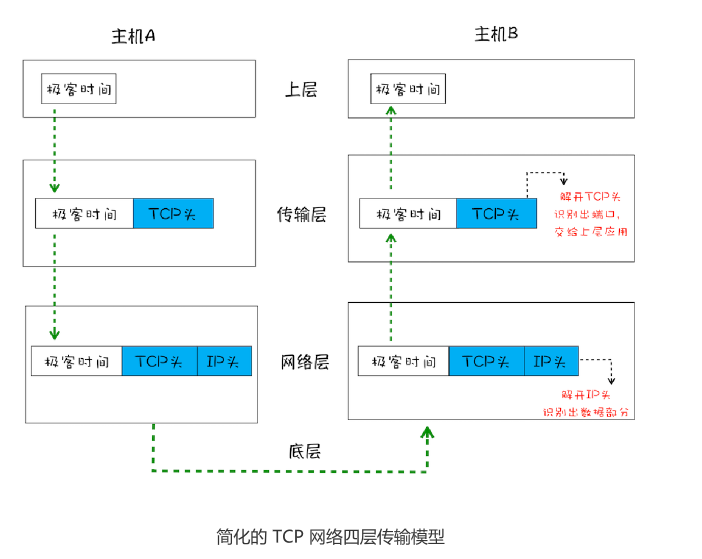 主机A
主机B
极客时间
上层
极客时间
极客时间
TCP头
传输层
极客时间
TCP头
解开TCP头
识别出端口,
交给上层应用
极客时间
TCP头
IP头
网络层
极客时间
TCP头
IP头
解开IP头
识别出数据部分
底层
简化的 TCP 网络四层传输模型